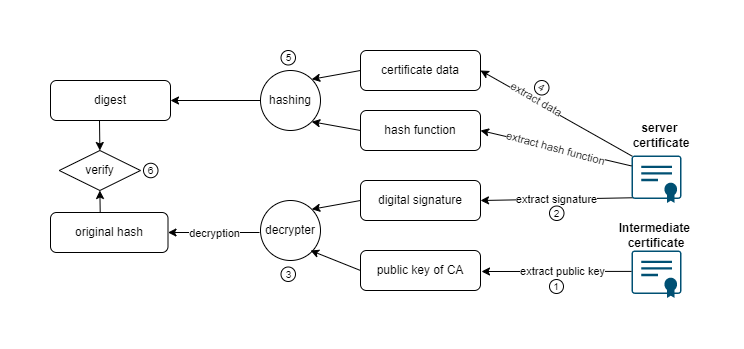 5
certificate data
4
hashing
extract data
digest
hash function
extract hash function
server
certificate
verify
6
digital signature
extract signature
2
original hash
decryption
decrypter
Intermediate
certificate
3
public key of CA
extract public key
1